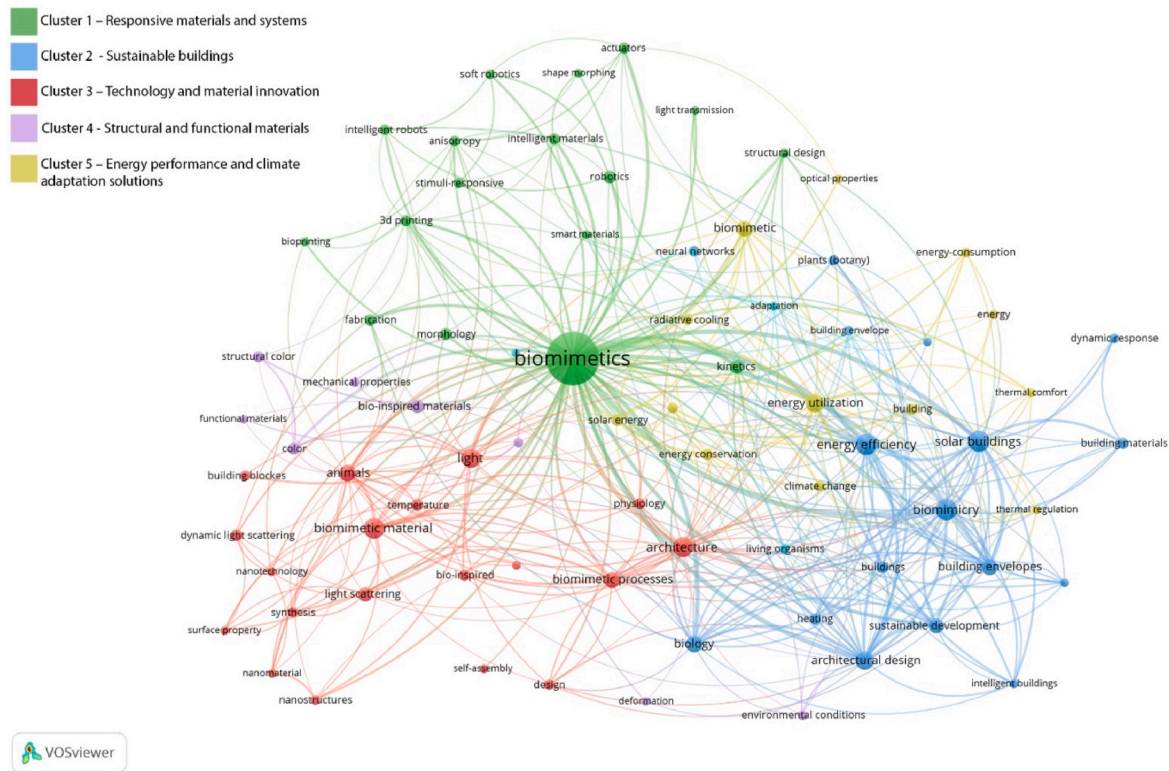 Cluster 1 – Responsive materials and systems
Cluster 2 - Sustainable buildings
Cluster 3 – Technology and material innovation
Cluster 4 - Structural and functional materials
Cluster 5 – Energy performance and climate
adaptation solutions
actuators
soft robotics
shape morphing
light transmission
intelligent robots
anisotropy
intelligent materials
structural design
stimuli-responsive
robotics
optical properties
3d printing
bioprinting
smart materials
biomimetic
neural networks
plants (botany)
energy-consumption
fabrication
morphology
radiative cooling
adaptation
building envelope
energy
dynamic response
structural color
biomimetics
kinetics
mechanical properties
bio-inspired materials
functional materials
solar energy
energy utilization
building
thermal comfort
color
light
energy conservation
energy efficiency
solar buildings
building materials
building blockes
animals
temperature
physiology
climate change
biomimicry
thermal regulation
dynamic light scattering
biomimetic material
architecture
living organisms
nanotechnology
bio-inspired
biomimetic processes
buildings
building envelopes
light scattering
synthesis
surface property
heating
sustainable development
biology
nanomaterial
self-assembly
architectural design
nanostructures
design
deformation
intelligent buildings
environmental conditions
VOSviewer